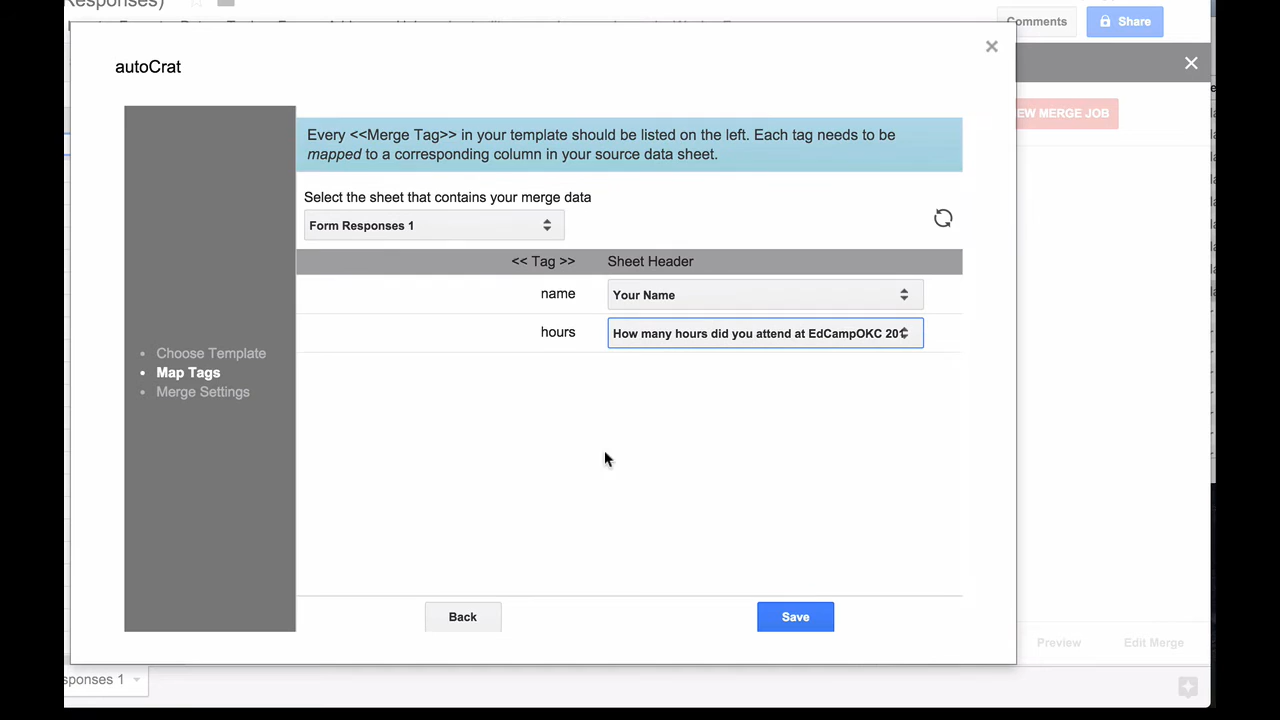 Responses)
Comments
Share
autoCrat
EW MERGE JOB
Every <<Merge Tag>> in your template should be listed on the left. Each tag needs to be
mapped to a corresponding column in your source data sheet.
Select the sheet that contains your merge data
Form Responses 1
<< Tag >> Sheet Header
name Your Name
hours How many hours did you attend at EdCampOKC 201
Choose Template
Map Tags
Merge Settings
Back Save
Preview Edit Merge
sponses 1